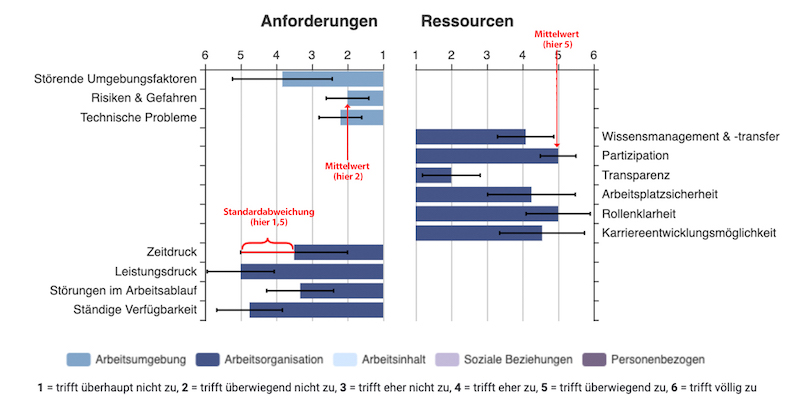 Anforderungen Ressourcen
Mittelwert
(hier 5)
6 5 4 3 2 1 1 2 3 4 5 6
Störende Umgebungsfaktoren
Risiken & Gefahren
Technische Probleme
Wissensmanagement & -transfer
Partizipation
Mittelwert
(hier 2)
Transparenz
Arbeitsplatzsicherheit
Standardabweichung
(hier 1,5)
Rollenklarheit
Karriereentwicklungsmöglichkeit
Zeitdruck
Leistungsdruck
Störungen im Arbeitsablauf
Ständige Verfügbarkeit
Arbeitsumgebung Arbeitsorganisation Arbeitsinhalt Soziale Beziehungen Personenbezogen
1 = trifft überhaupt nicht zu, 2 = trifft überwiegend nicht zu, 3 = trifft eher nicht zu, 4 = trifft eher zu, 5 = trifft überwiegend zu, 6 = trifft völlig zu